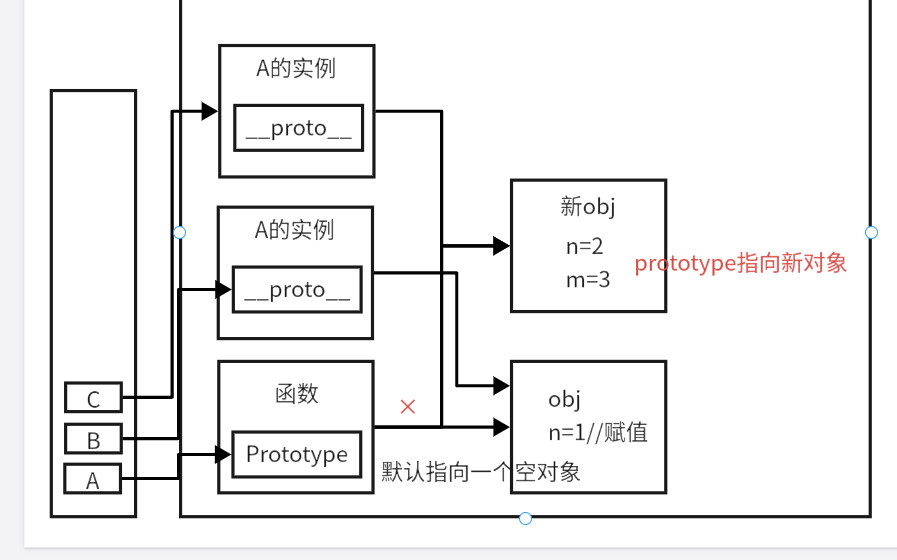 A的实例
__proto__
A的实例
__proto__
新obj
n=2
m=3
prototype指向新对象
C
B
A
函数
Prototype
×
默认指向一个空对象
obj
n=1//赋值